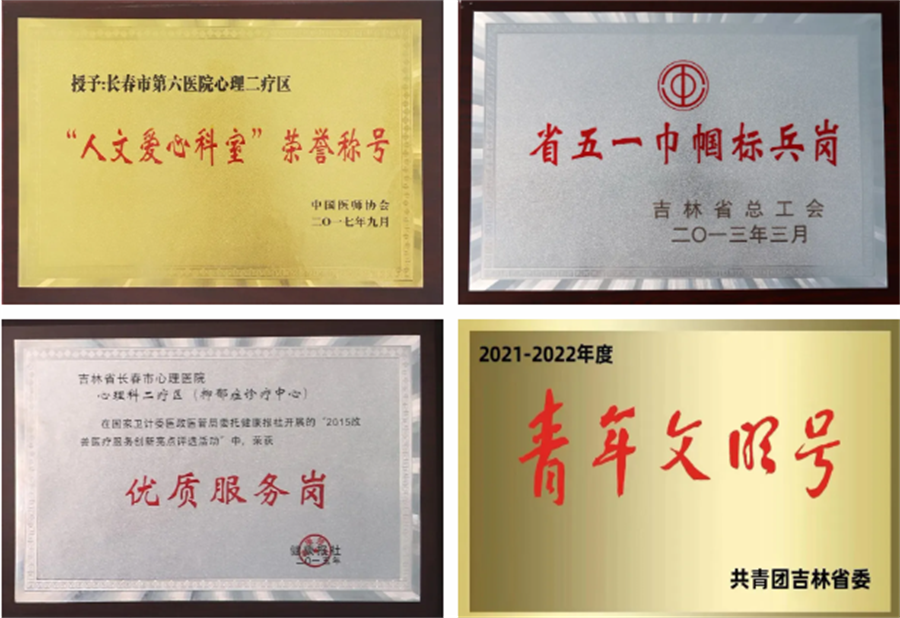 授予:长春市第六医院心理二疗区
“人文爱心科室”荣誉称号
中国医师协会
二〇一七年九月
省五一巾帼标兵岗
吉林省总工会
二〇一三年三月
吉林省长春市心理医院
心理科二疗区（抑郁症诊疗中心）
在国家卫计委医政医管局委托健康报社开展的“2015改
善医疗服务创新亮点评选活动”中，荣获
优质服务岗
健康报社
二〇一五年
2021-2022年度
青年文明号
共青团吉林省委